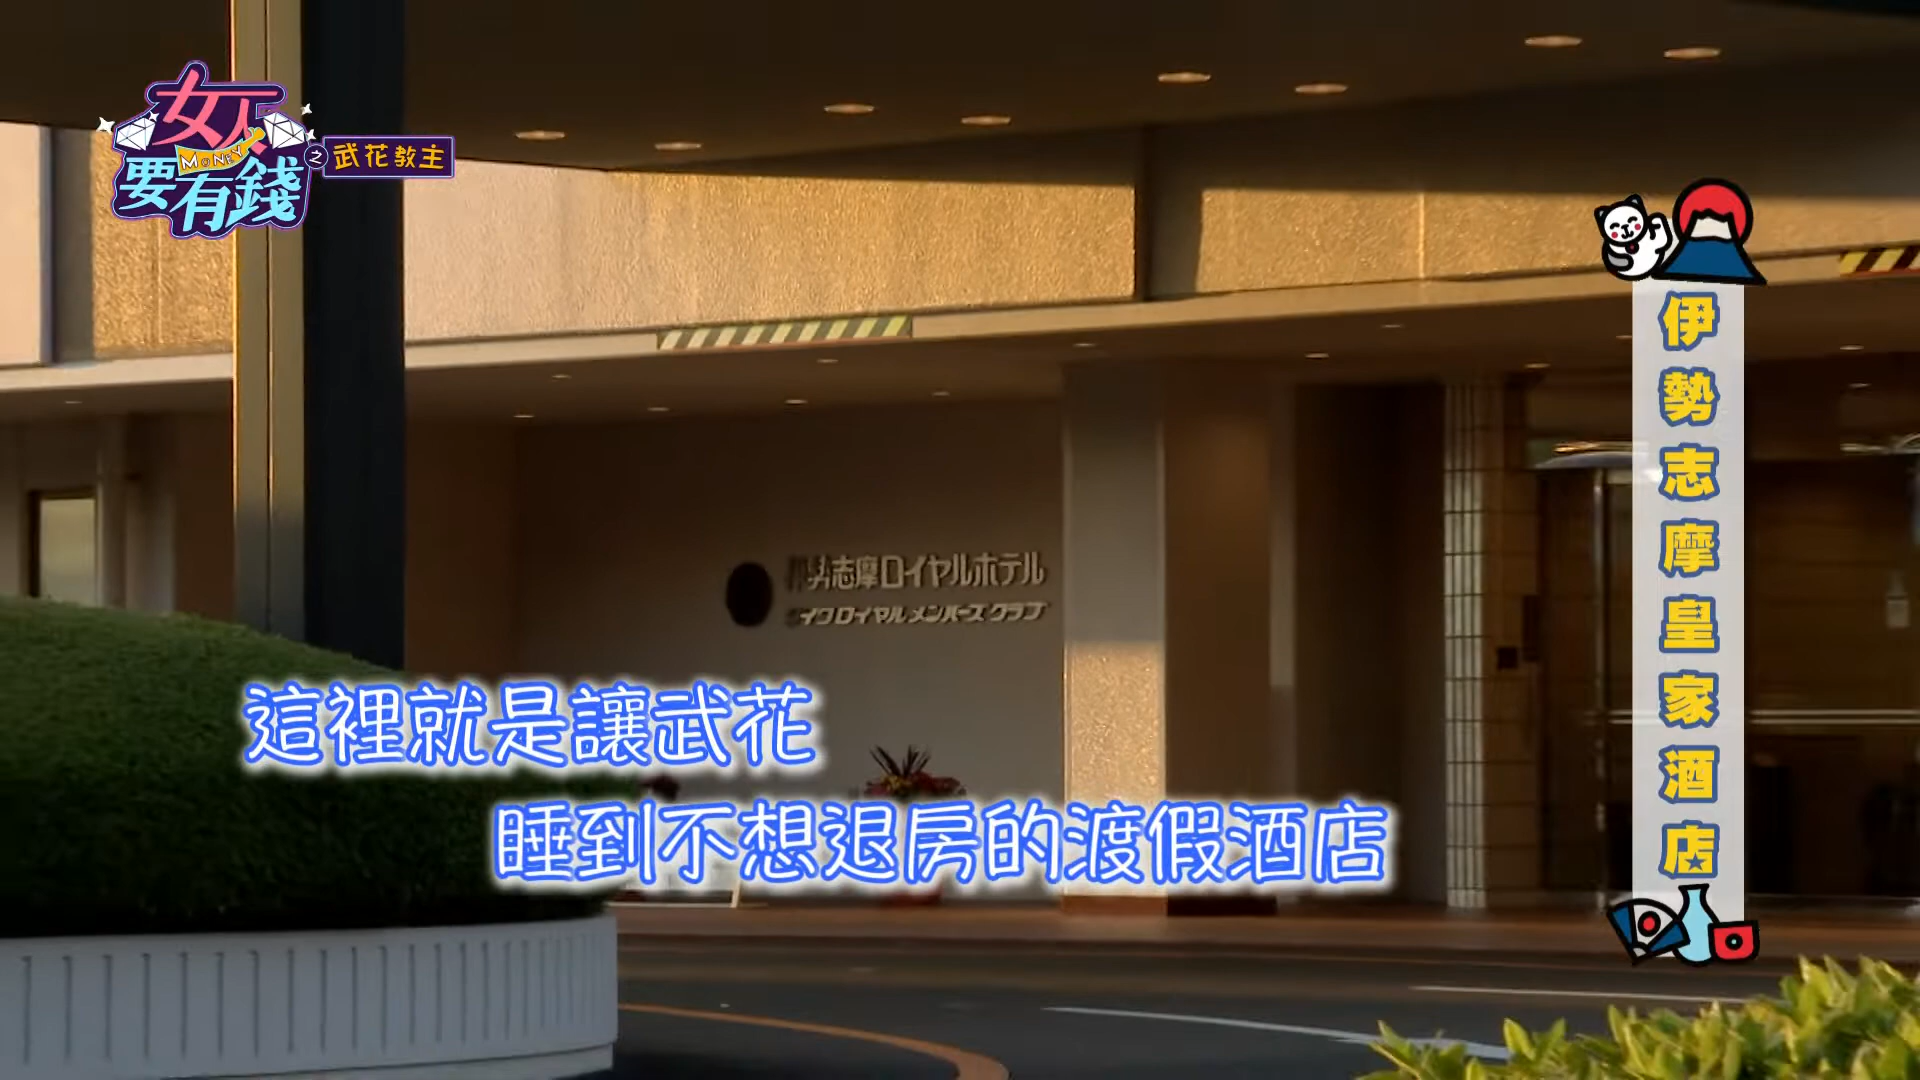 女人
MONEY
要有錢
之
武花教主
伊勢志摩皇家酒店
勢志摩ロイヤルホテル
イワロイヤルメンバーズクラブ
這裡就是讓武花
睡到不想退房的渡假酒店